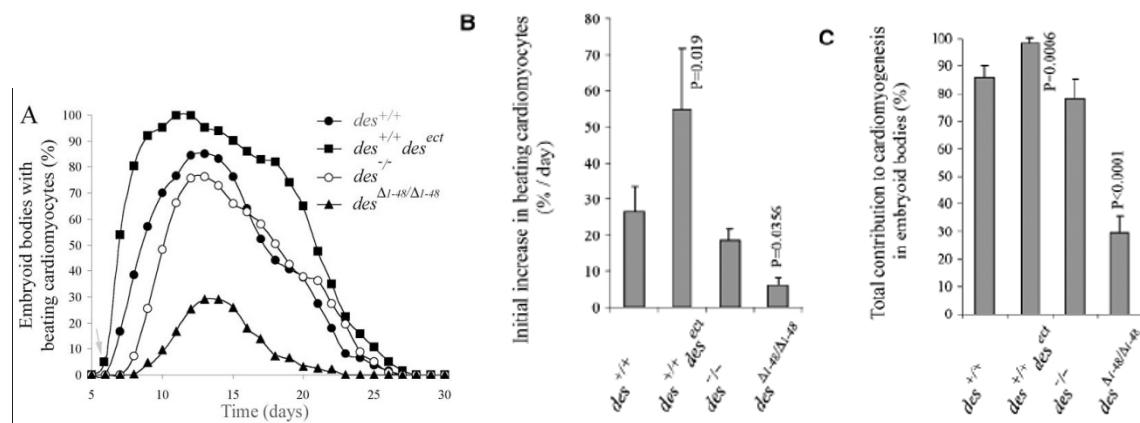 A
Embryoid bodies with
beating cardiomyocytes (%)
100
90
80
70
60
50
40
30
20
10
0
5
10
15
20
25
30
Time (days)
des+/+
des+/+ desect
des-/-
desΔ1-48/Δ1-48
B
Initial increase in beating cardiomyocytes
(% / day)
80
70
60
50
40
30
20
10
0
P=0.019
P=0.0356
des+/+
des+/+ desect
des-/-
desΔ1-48/Δ1-48
C
Total contribution to cardiomyogenesis
in embryoid bodies (%)
100
90
80
70
60
50
40
30
20
10
0
P=0.0006
P<0.0001
des+/+
des+/+ desect
des-/-
desΔ1-48/Δ1-48